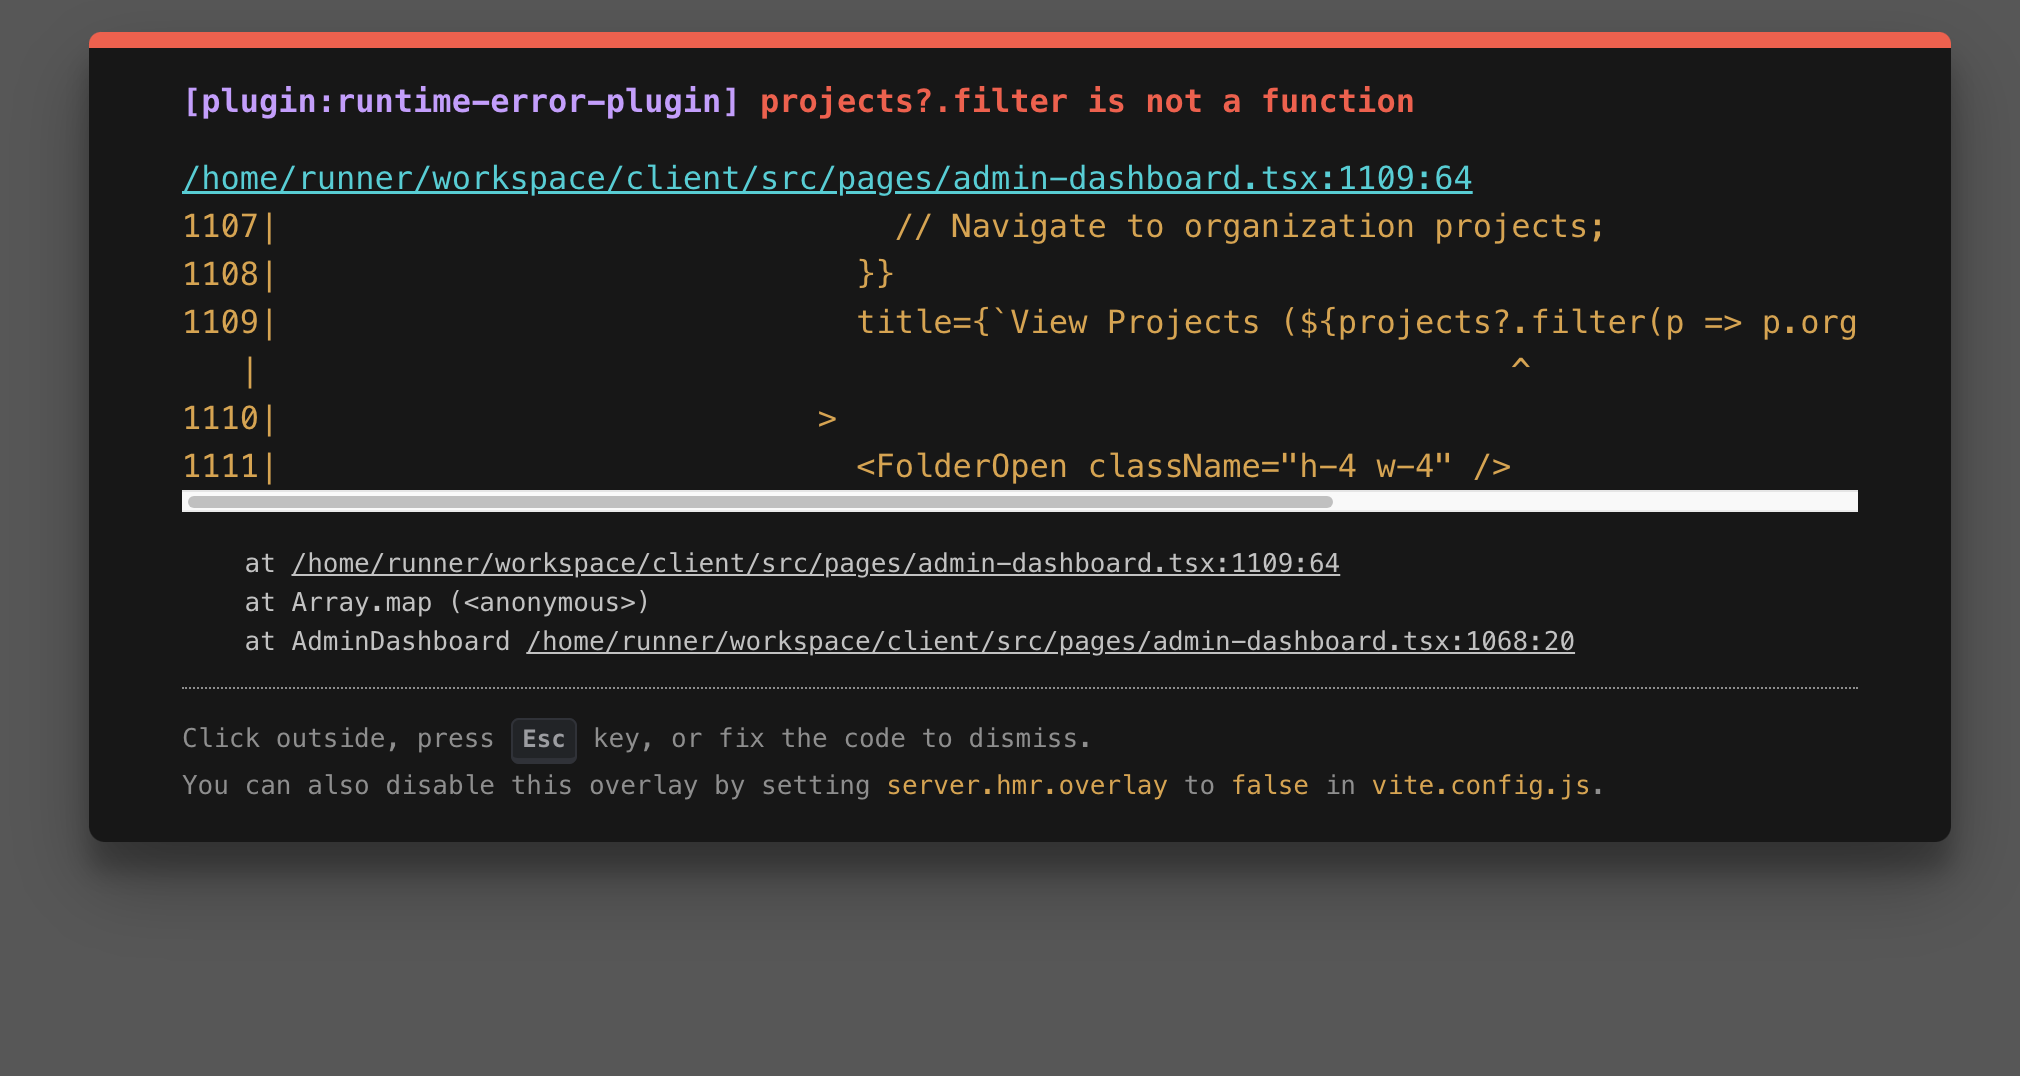 [plugin:runtime-error-plugin] projects?.filter is not a function
/home/runner/workspace/client/src/pages/admin-dashboard.tsx:1109:64
1107|                                // Navigate to organization projects;
1108|                              }}
1109|                              title={`View Projects (${projects?.filter(p => p.org
   |                                                                 ^
1110|                            >
1111|                              <FolderOpen className="h-4 w-4" />
at /home/runner/workspace/client/src/pages/admin-dashboard.tsx:1109:64
at Array.map (<anonymous>)
at AdminDashboard /home/runner/workspace/client/src/pages/admin-dashboard.tsx:1068:20
Click outside, press Esc key, or fix the code to dismiss.
You can also disable this overlay by setting server.hmr.overlay to false in vite.config.js.